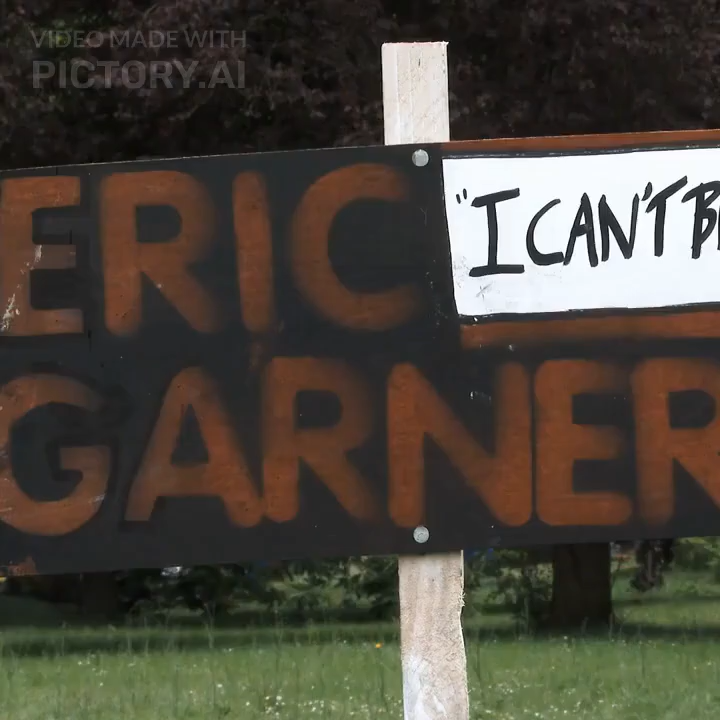 VIDEO MADE WITH
PICTORY.AI
ERIC
"I CAN'T
GARNER